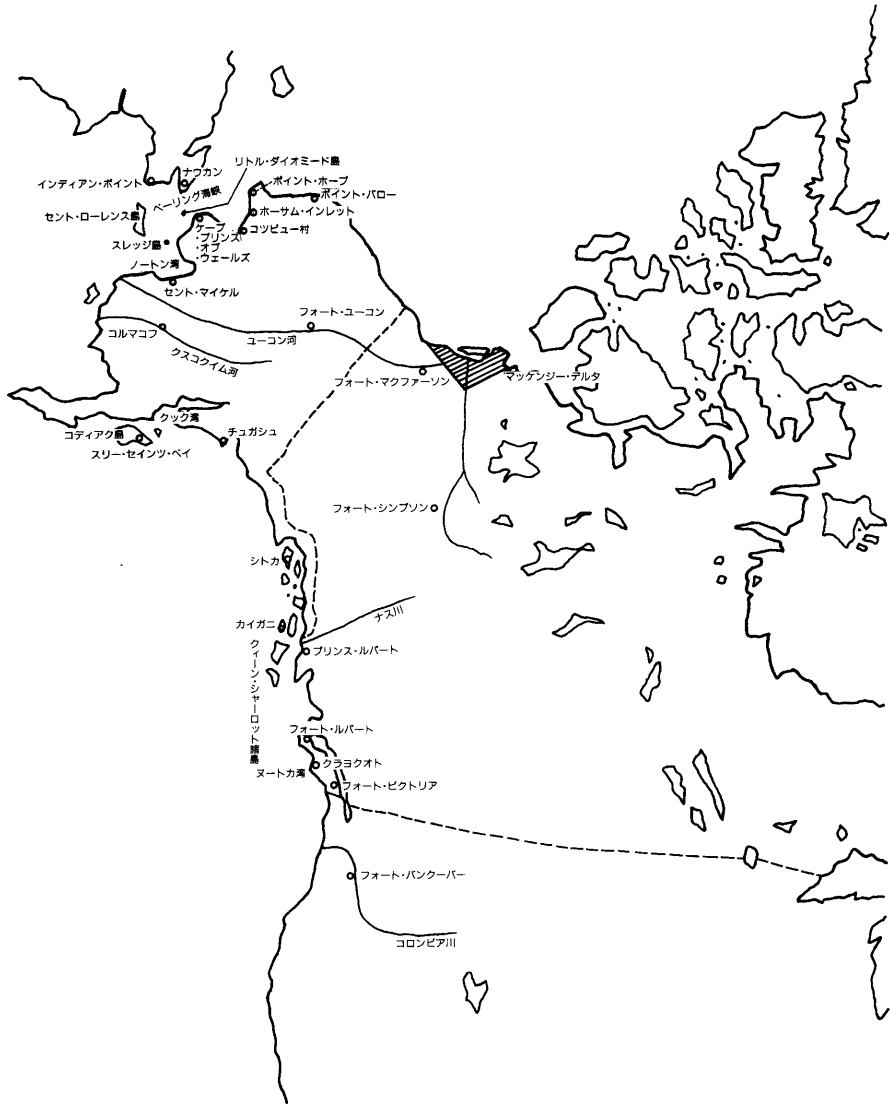 リトル・ダイオミード島
ナウカン
インディアン・ポイント
ポイント・ホープ
ポイント・バロー
ベーリング海峡
セント・ローレンス島
ホーサム・インレット
ケープ
・プリンス
・オブ
・ウェールズ
コツビュー村
スレッジ島
ノートン湾
セント・マイケル
フォート・ユーコン
コルマコフ
ユーコン河
クスコクイム河
フォート・マクファーソン
マッケンジー・デルタ
クック湾
コディアク島
チュガシュ
スリー・セインツ・ベイ
フォート・シンプソン
シトカ
ナス川
カイガニ
プリンス・ルパート
クィーン・シャーロット諸島
フォート・ルパート
クラヨクオト
ヌートカ湾
フォート・ビクトリア
フォート・バンクーバー
コロンビア川